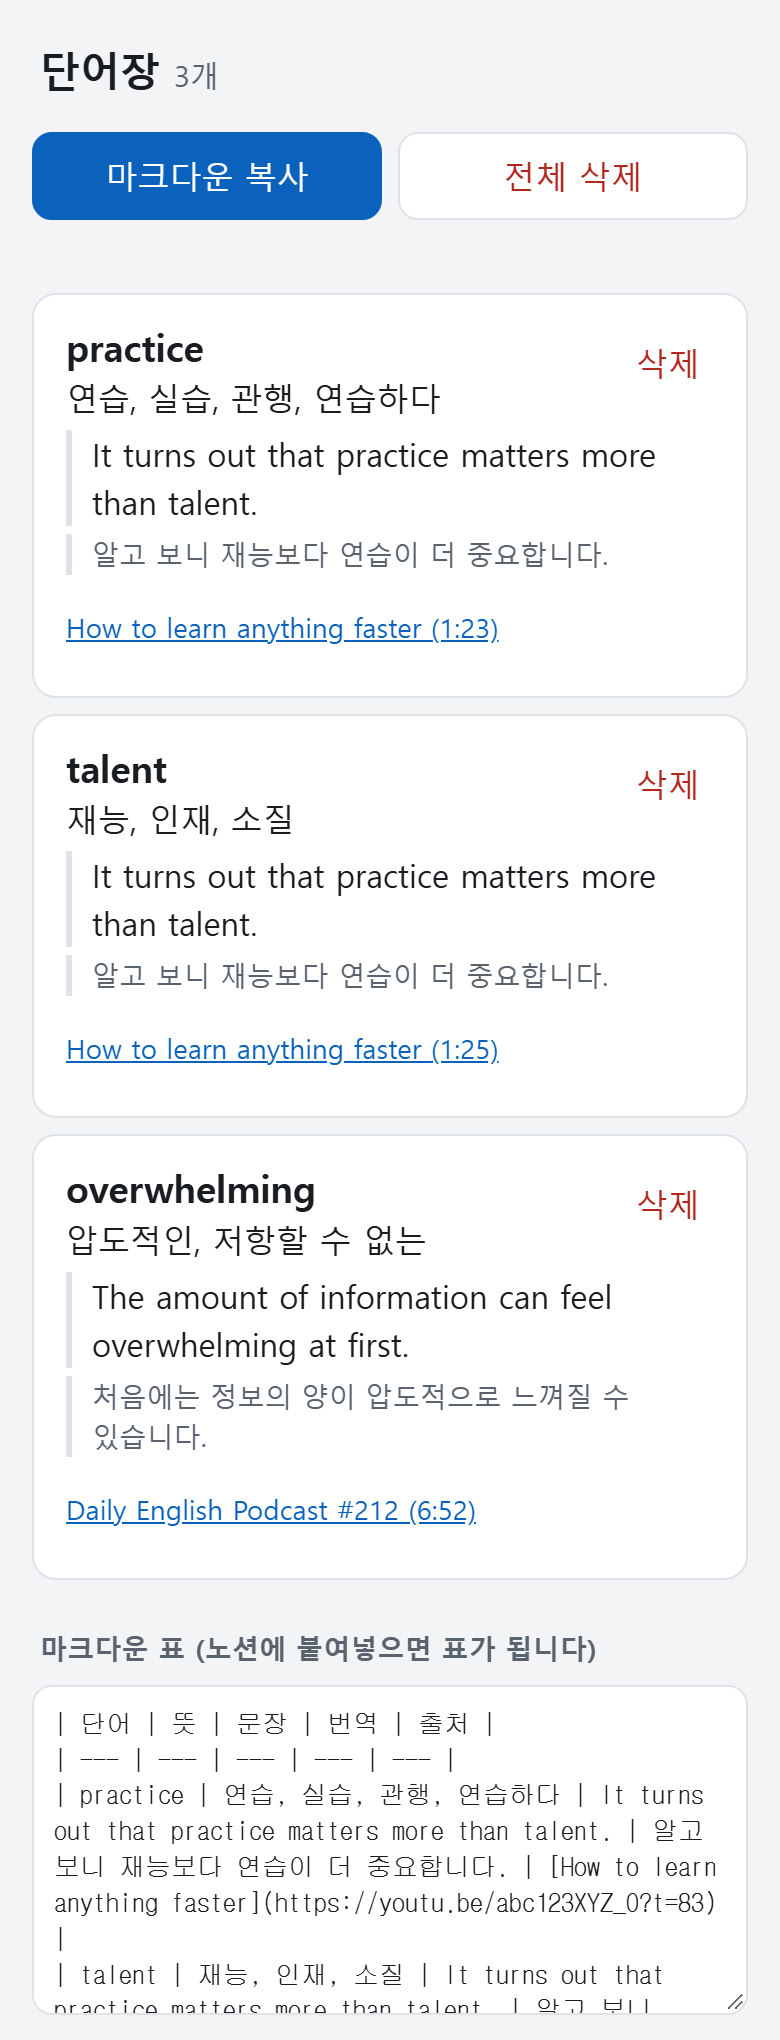 단어장 3개
마크다운 복사
전체 삭제
practice
삭제
연습, 실습, 관행, 연습하다
It turns out that practice matters more
than talent.
알고 보니 재능보다 연습이 더 중요합니다.
How to learn anything faster (1:23)
talent
삭제
재능, 인재, 소질
It turns out that practice matters more
than talent.
알고 보니 재능보다 연습이 더 중요합니다.
How to learn anything faster (1:25)
overwhelming
삭제
압도적인, 저항할 수 없는
The amount of information can feel
overwhelming at first.
처음에는 정보의 양이 압도적으로 느껴질 수
있습니다.
Daily English Podcast #212 (6:52)
마크다운 표 (노션에 붙여넣으면 표가 됩니다)
| 단어 | 뜻 | 문장 | 번역 | 출처 |
| --- | --- | --- | --- | --- |
| practice | 연습, 실습, 관행, 연습하다 | It turns
out that practice matters more than talent. | 알고
보니 재능보다 연습이 더 중요합니다. | [How to learn
anything faster](https://youtu.be/abc123XYZ_0?t=83)
|
| talent | 재능, 인재, 소질 | It turns out that
practice matters more than talent. | 알고 보니